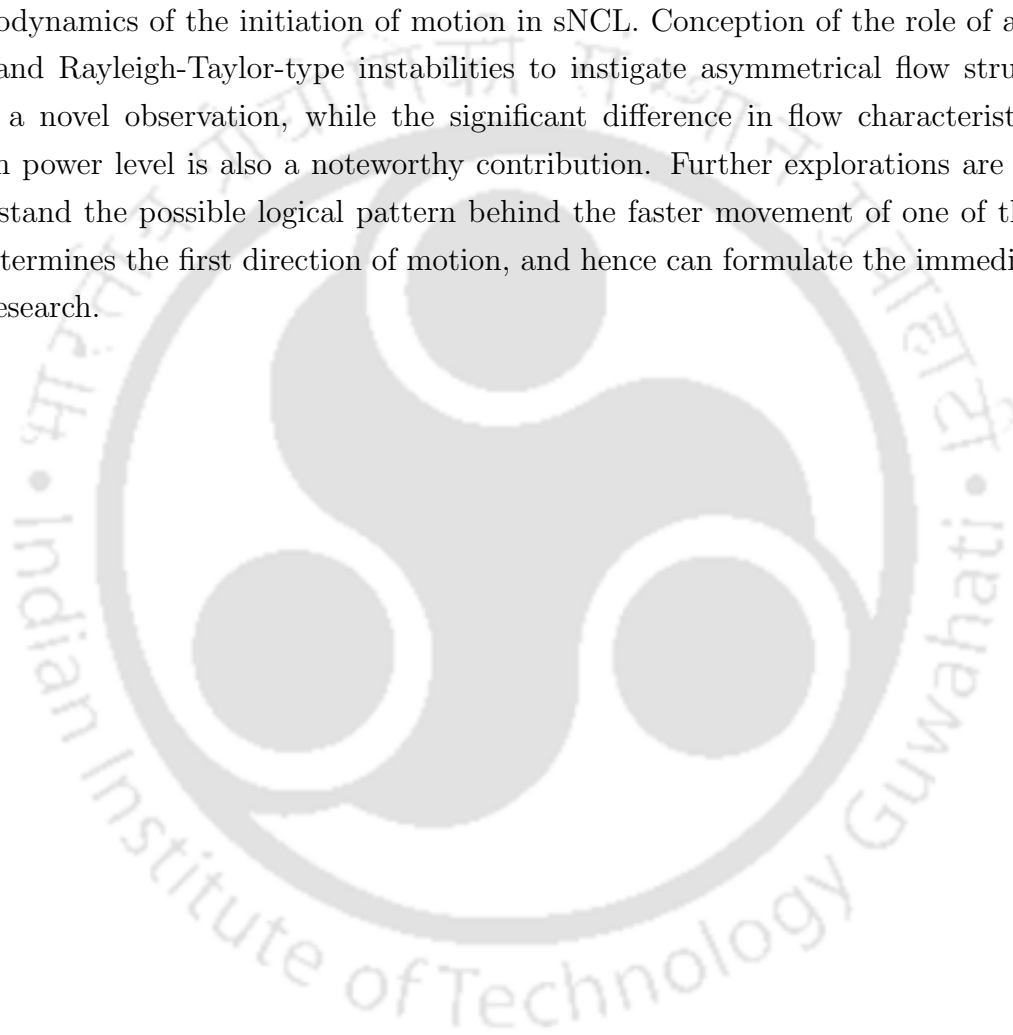 odynamics of the initiation of motion in sNCL. Conception of the role of a
and Rayleigh-Taylor-type instabilities to instigate asymmetrical flow stru
a novel observation, while the significant difference in flow characterist
n power level is also a noteworthy contribution. Further explorations are
stand the possible logical pattern behind the faster movement of one of th
termines the first direction of motion, and hence can formulate the immedi
esearch.
Indian Institute of Technology Guwahati